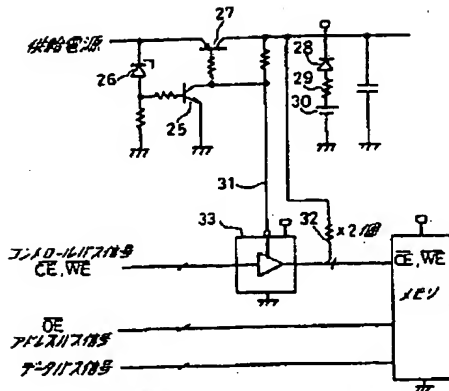 27
供給電源
28
26
29
30
25
31
33
32
×2個
コントロールバス信号
CE, WE
CE, WE
メモリ
OE
アドレスバス信号
データバス信号